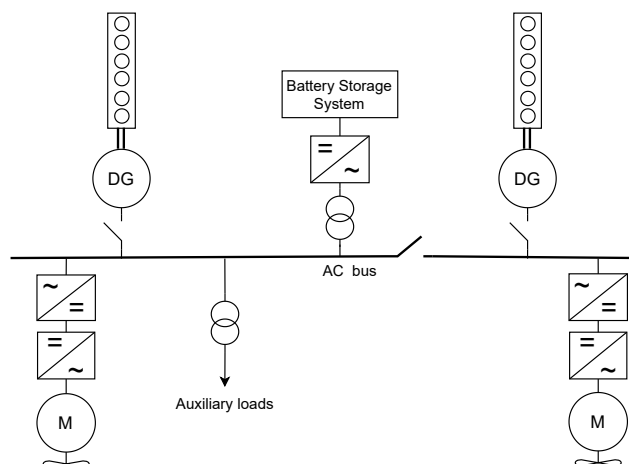 Battery Storage
System
=
~
DG
DG
AC bus
~
=
~
=
=
~
=
~
Auxiliary loads
M
M